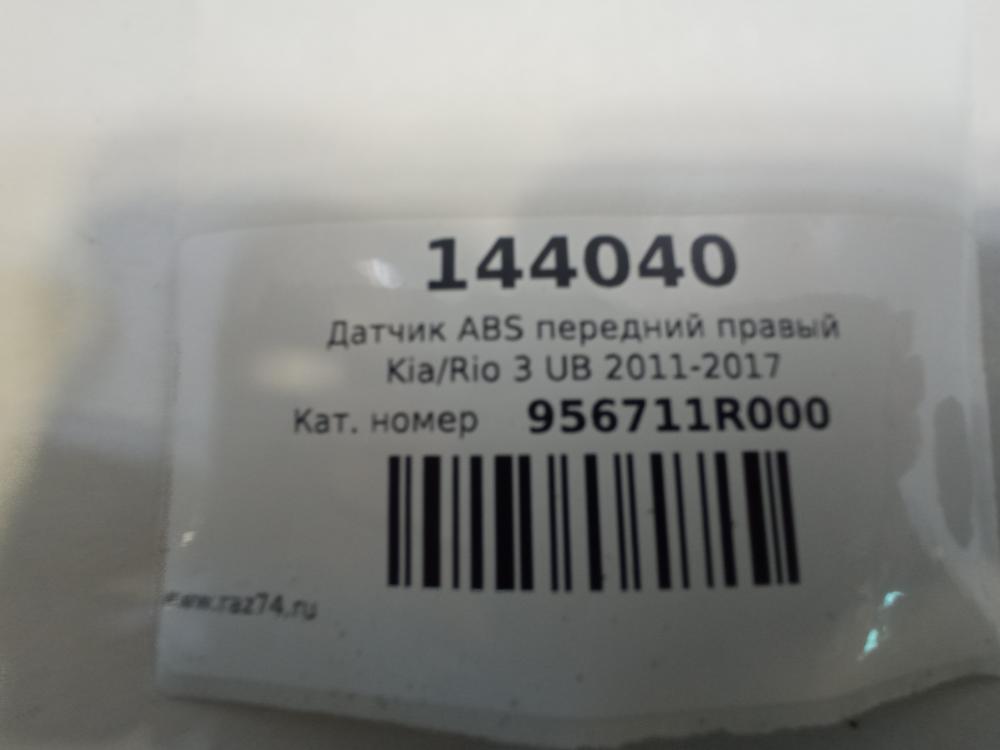 144040
Датчик ABS передний правый
Kia/Rio 3 UB 2011-2017
Кат. номер 956711R000
www.raz74.ru